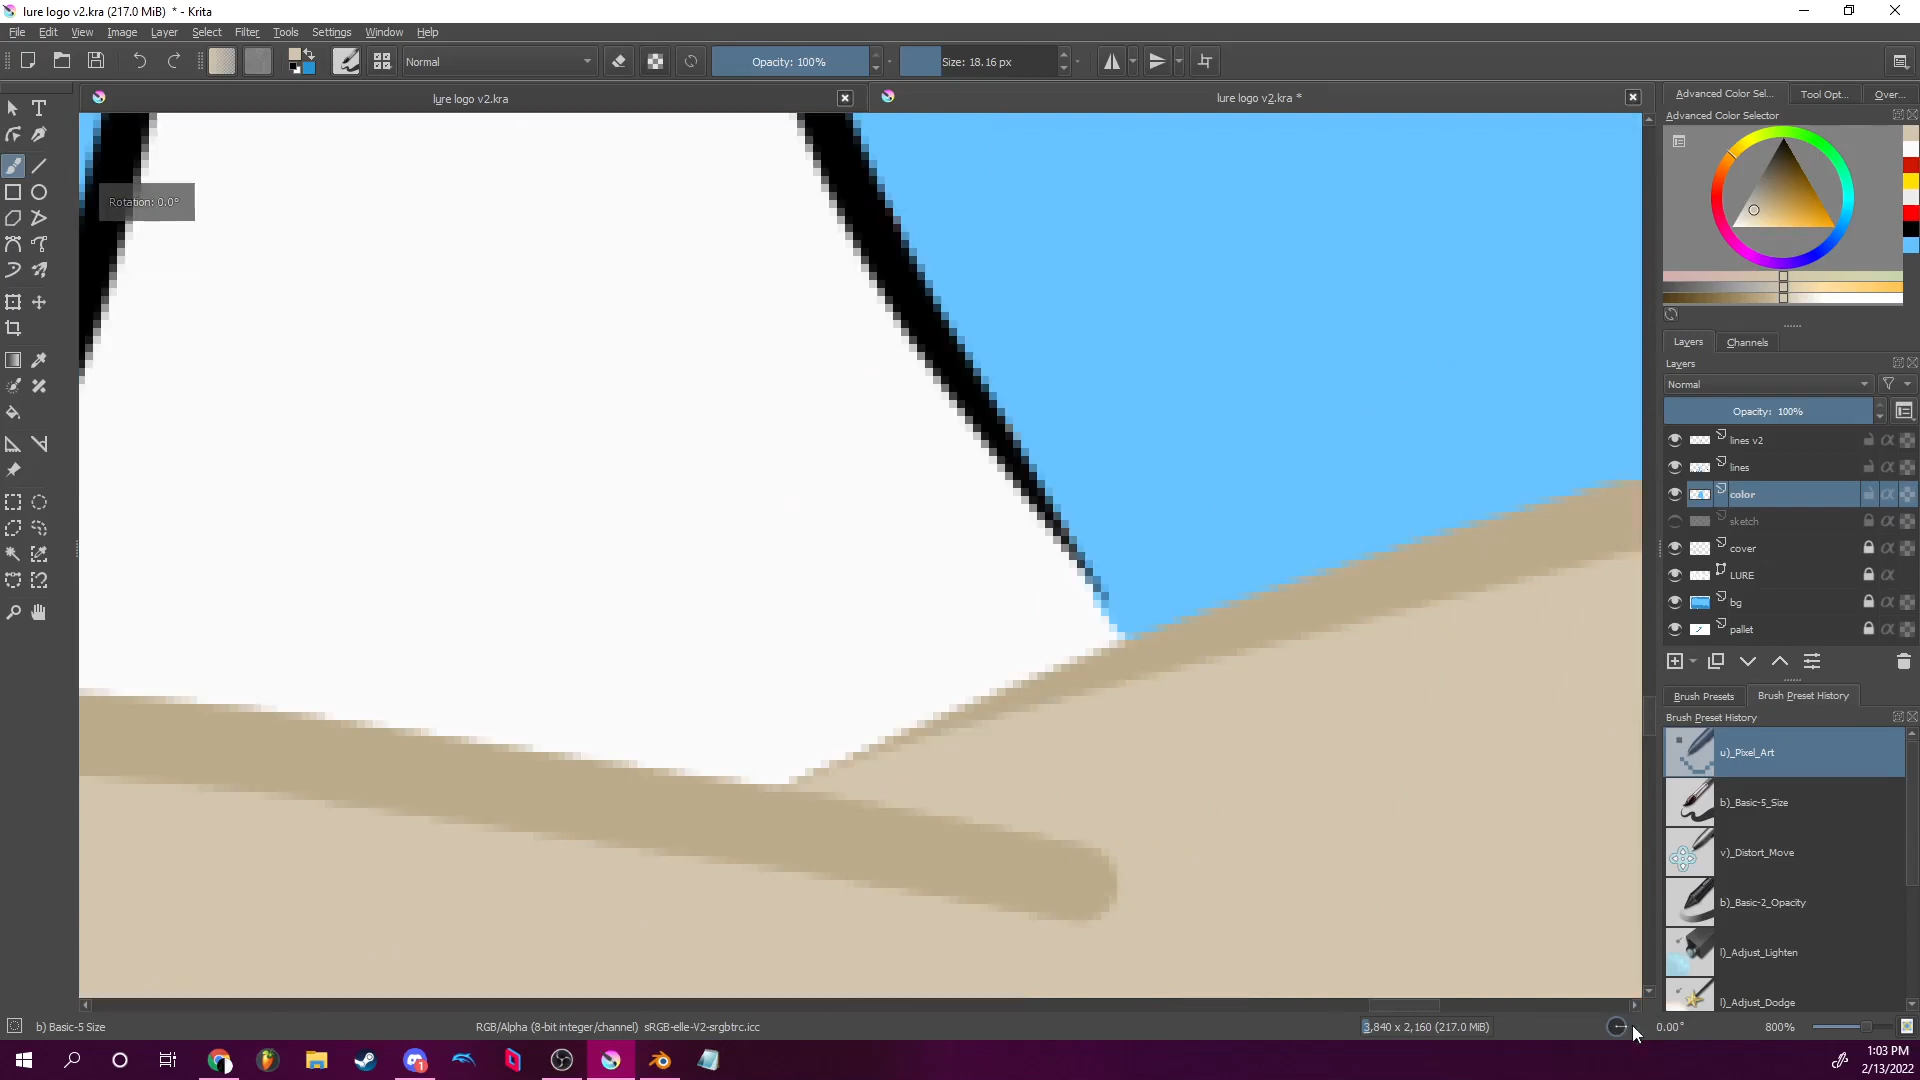 lure logo v2.kra (217.0 MiB)  * - Krita
File Edit View Image Layer Select Filter Tools Settings Window Help
Normal
Opacity: 100%
Size: 18.16 px
lure logo v2.kra
lure logo v2.kra *
Advanced Color Sel...
Tool Opt...
Over...
Advanced Color Selector
Rotation: 0.0°
Layers
Channels
Layers
Normal
Opacity: 100%
lines v2
lines
color
sketch
cover
LURE
bg
pallet
Brush Presets
Brush Preset History
Brush Preset History
u)_Pixel_Art
b)_Basic-5_Size
v)_Distort_Move
b)_Basic-2_Opacity
l)_Adjust_Lighten
l)_Adjust_Dodge
b) Basic-5 Size
RGB/Alpha (8-bit integer/channel)  sRGB-elle-V2-srgbtrc.icc
3,840 x 2,160 (217.0 MiB)
0.00°
800%
1:03 PM
2/13/2022